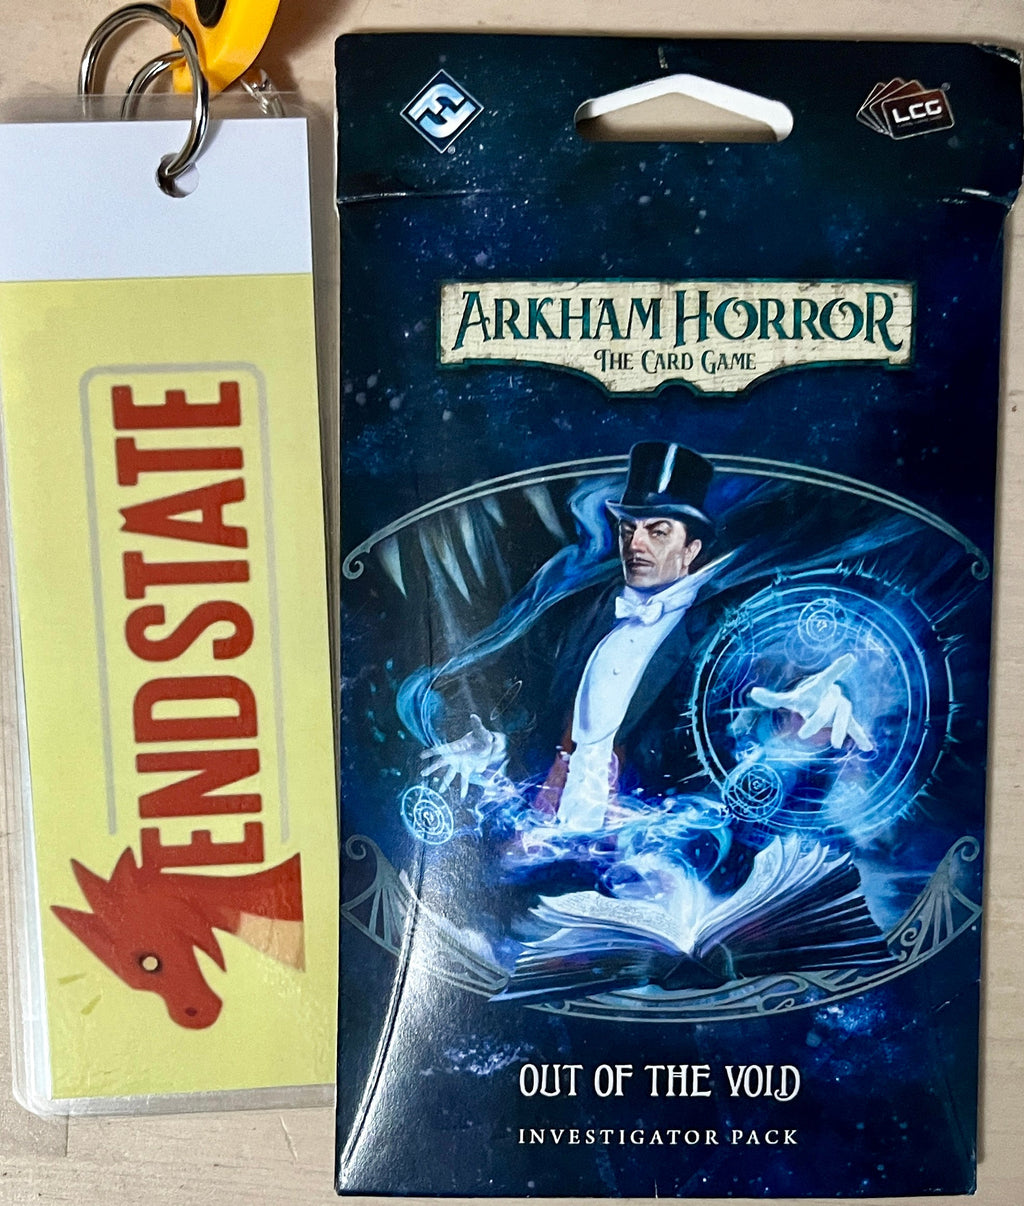 ENDSTATE
LCG
ARKHAM HORROR
THE CARD GAME
OUT OF THE VOID
INVESTIGATOR PACK